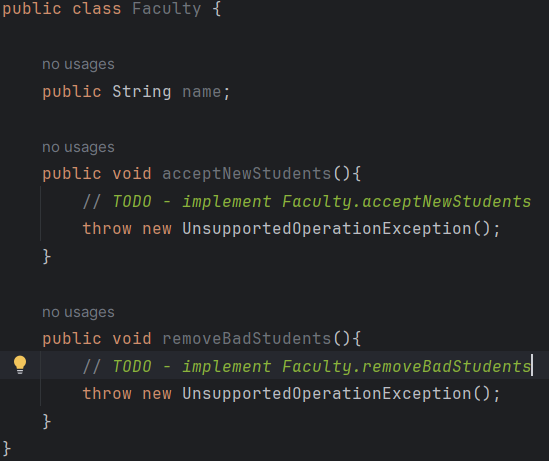 public class Faculty {
no usages
public String name;
no usages
public void acceptNewStudents(){
// TODO - implement Faculty.acceptNewStudents
throw new UnsupportedOperationException();
}
no usages
public void removeBadStudents(){
// TODO - implement Faculty.removeBadStudents
throw new UnsupportedOperationException();
}
}